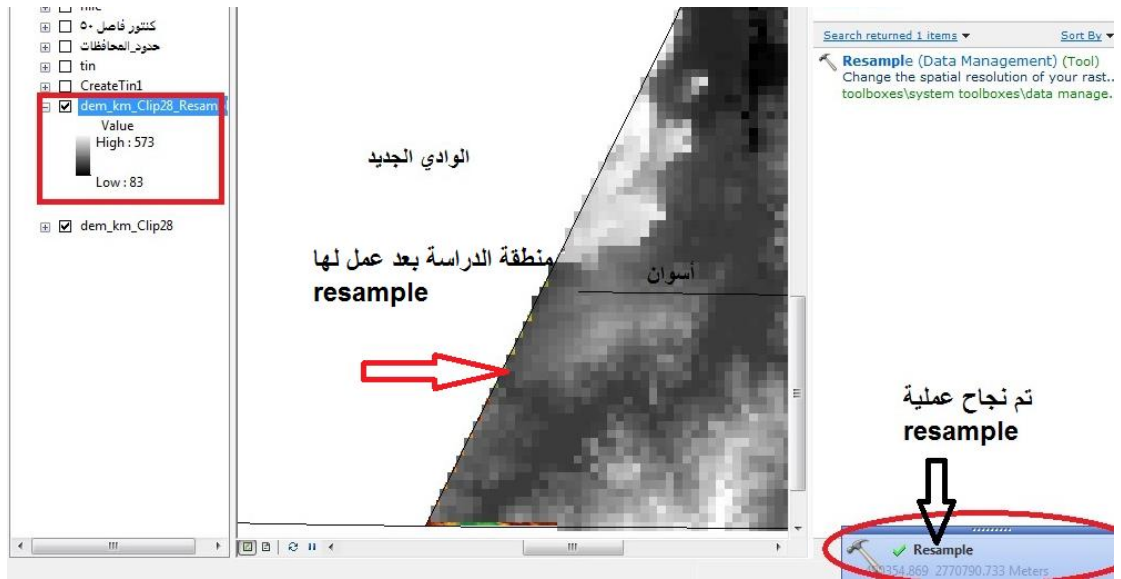 كنتور فاصل ٥٠
حدود_المحافظات
tin
CreateTin1
dem_km_Clip28_Resam
Value
High : 573
Low : 83
dem_km_Clip28
الوادي الجديد
منطقة الدراسة بعد عمل لها
resample
أسوان
Search returned 1 items
Sort By
Resample (Data Management) (Tool)
Change the spatial resolution of your rast..
toolboxes\system toolboxes\data manage.
تم نجاح عملية
resample
Resample
2770790.733 Meters